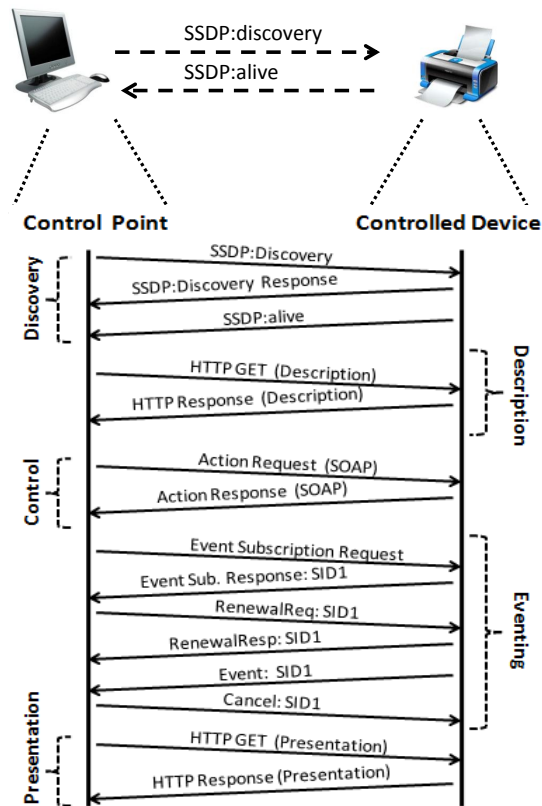 SSDP:discovery
SSDP:alive
Control Point
Controlled Device
Discovery
SSDP:Discovery
SSDP:Discovery Response
SSDP:alive
Description
HTTP GET (Description)
HTTP Response (Description)
Control
Action Request (SOAP)
Action Response (SOAP)
Eventing
Event Subscription Request
Event Sub. Response: SID1
RenewalReq: SID1
RenewalResp: SID1
Event: SID1
Cancel: SID1
Presentation
HTTP GET (Presentation)
HTTP Response (Presentation)